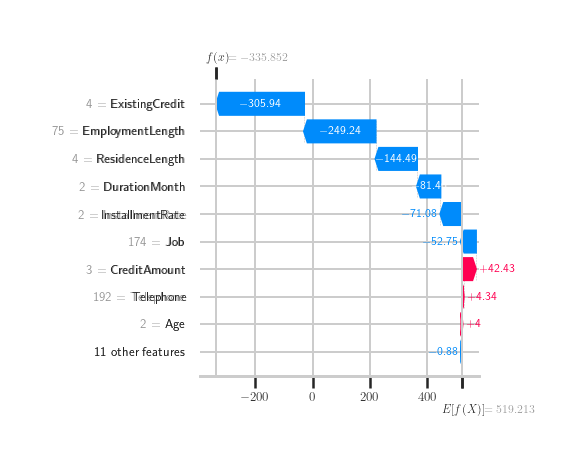 f(x) = −335.852
4 = ExistingCredit −305.94
75 = EmploymentLength −249.24
4 = ResidenceLength −144.49
2 = DurationMonth −81.4
2 = InstallmentRate −71.08
174 = Job −52.75
3 = CreditAmount +42.43
192 = Telephone +4.34
2 = Age +4
11 other features −0.88
−200 0 200 400
E[f(X)] = 519.213